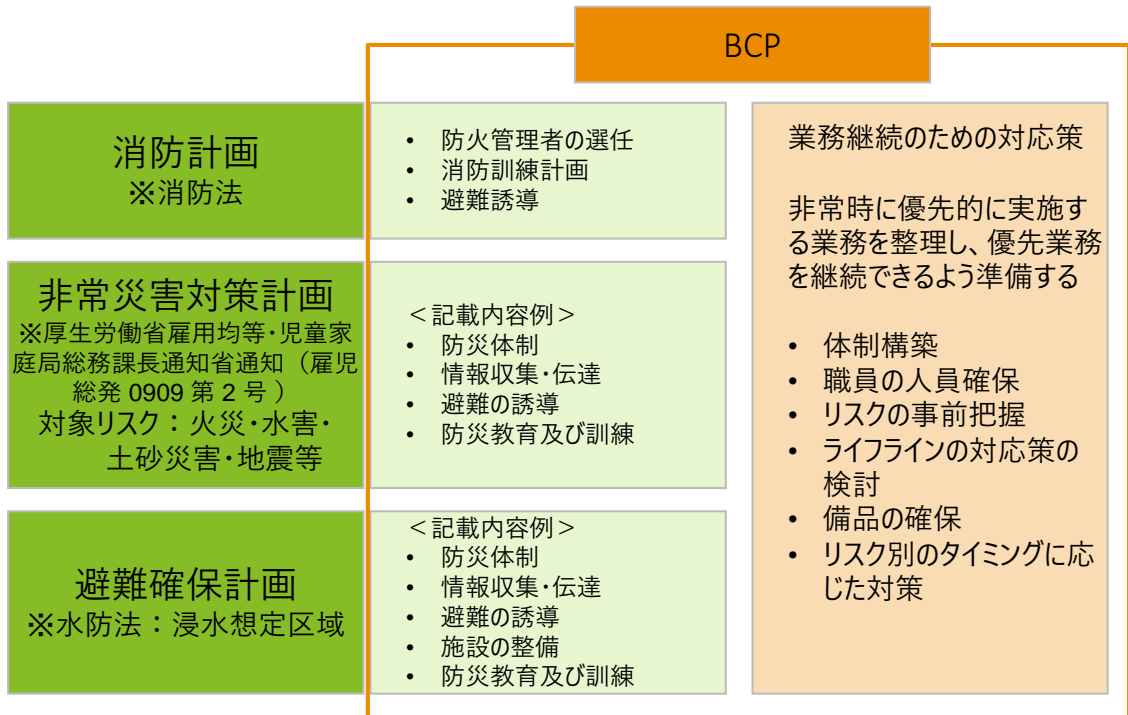 BCP
消防計画
※消防法
• 防火管理者の選任
• 消防訓練計画
• 避難誘導
非常災害対策計画
※厚生労働省雇用均等・児童家
庭局総務課長通知省通知（雇児
総発 0909 第 2 号 ）
対象リスク ： 火災・水害・
土砂災害・地震等
＜記載内容例＞
• 防災体制
• 情報収集・伝達
• 避難の誘導
• 防災教育及び訓練
避難確保計画
※水防法 ： 浸水想定区域
＜記載内容例＞
• 防災体制
• 情報収集・伝達
• 避難の誘導
• 施設の整備
• 防災教育及び訓練
業務継続のための対応策
非常時に優先的に実施す
る業務を整理し、優先業務
を継続できるよう準備する
• 体制構築
• 職員の人員確保
• リスクの事前把握
• ライフラインの対応策の
検討
• 備品の確保
• リスク別のタイミングに応
じた対策